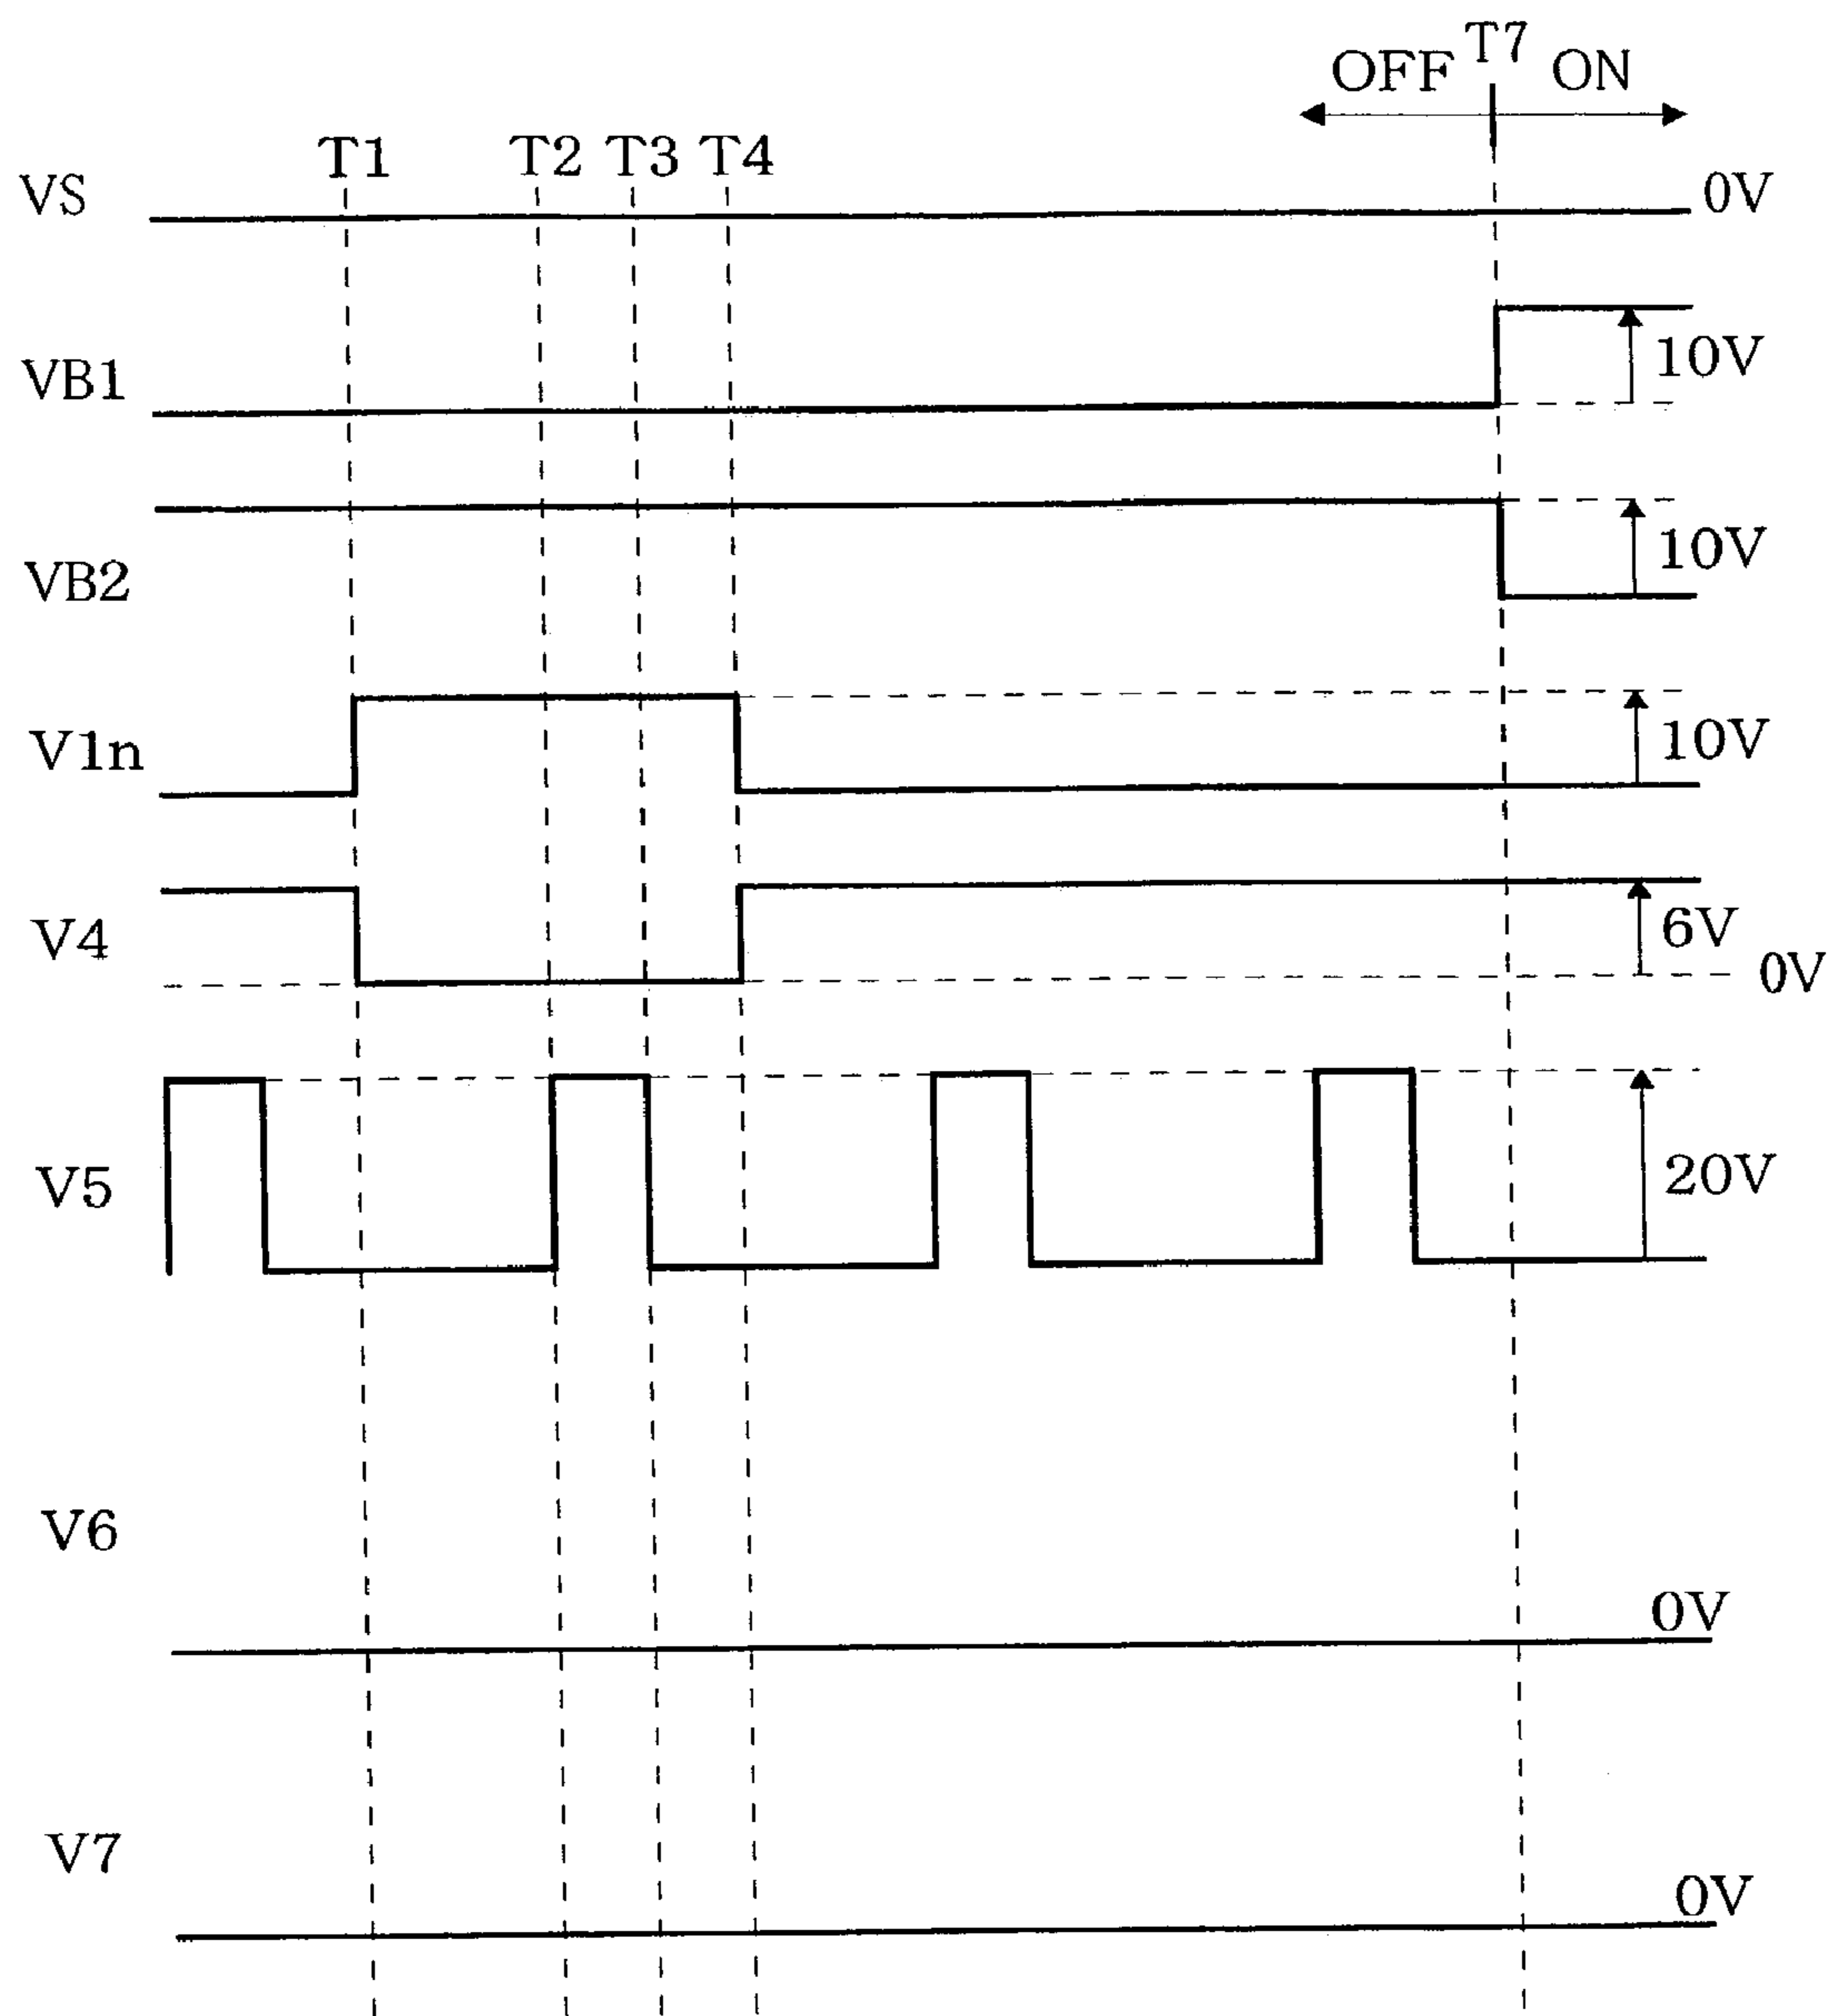 OFF T7 ON
T1 T2 T3 T4
VS 0V
VB1 10V
VB2 10V
V1n 10V
V4 6V
0V
V5 20V
V6
0V
V7
0V